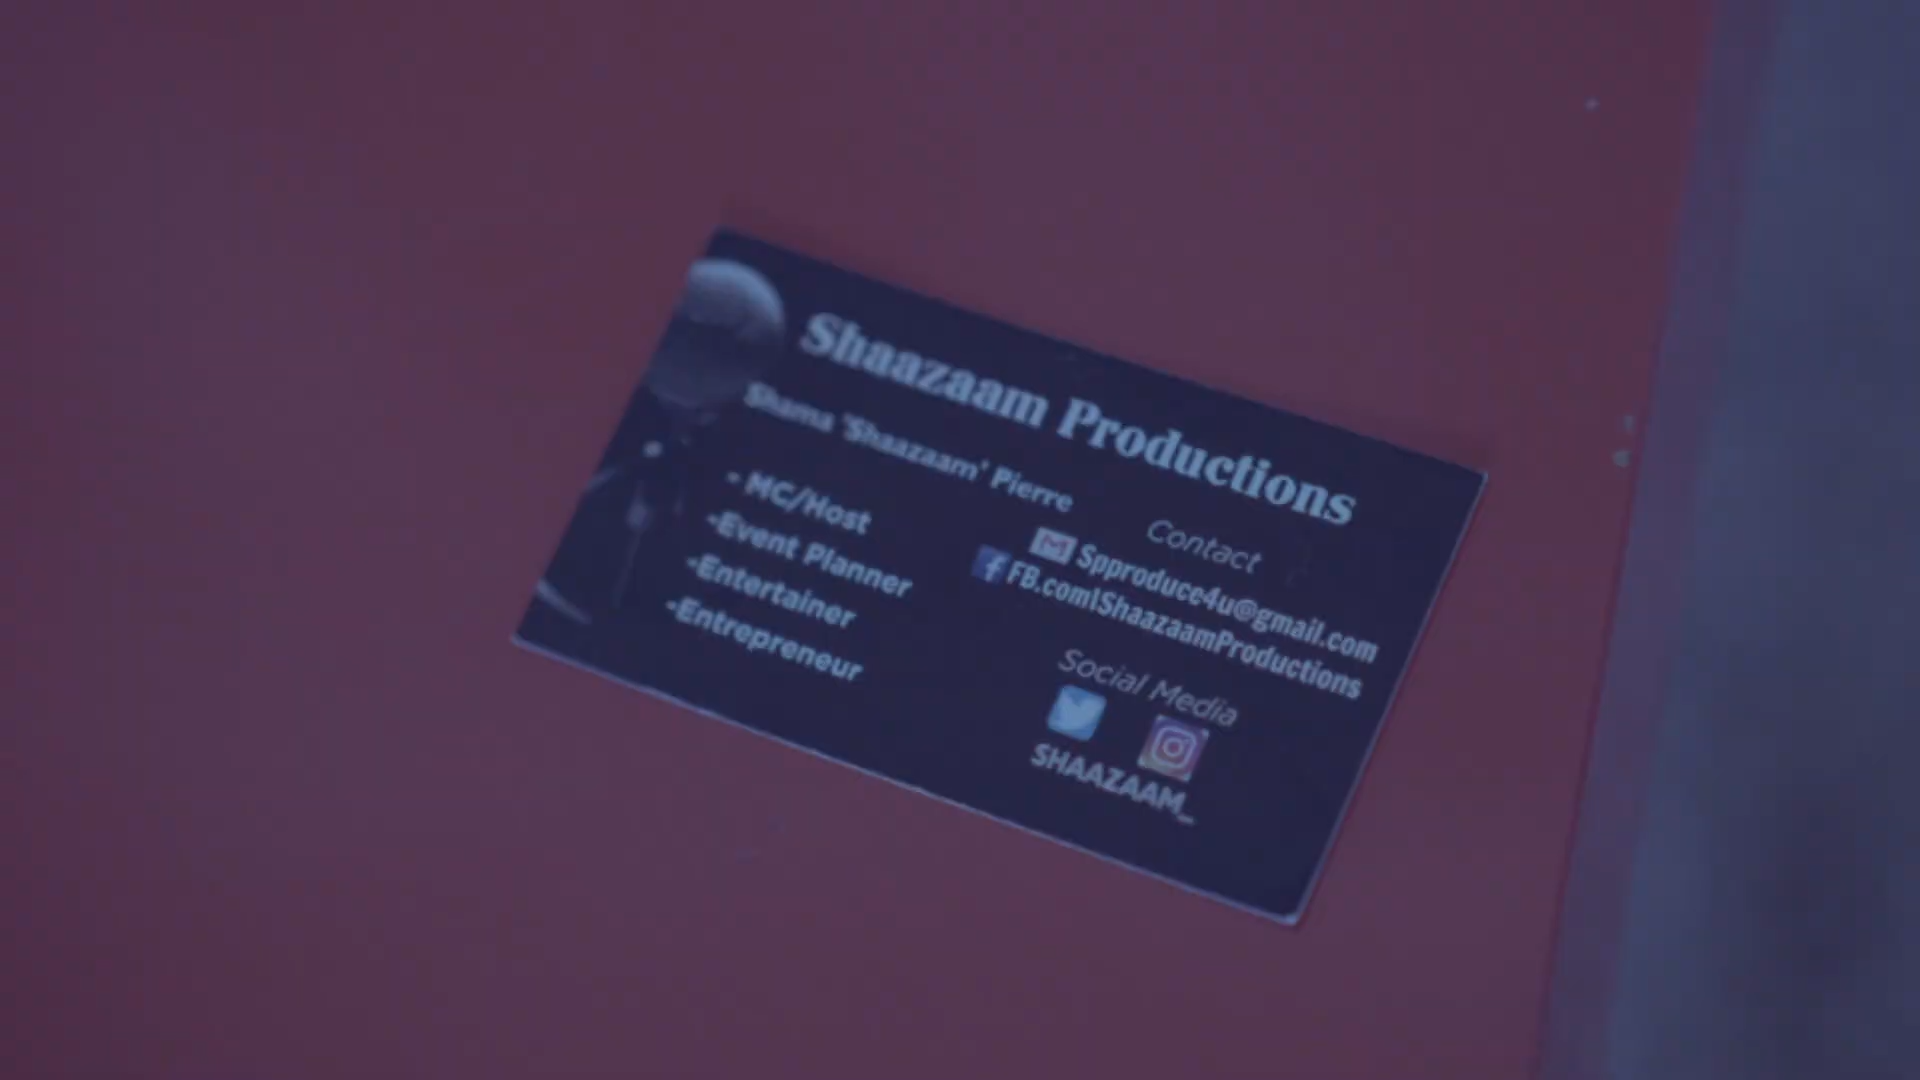 Shaazaam Productions
Shama 'Shaazaam' Pierre
- MC/Host
-Event Planner
-Entertainer
-Entrepreneur
Contact
Spproduce4u@gmail.com
FB.com|ShaazaamProductions
Social Media
SHAAZAAM_